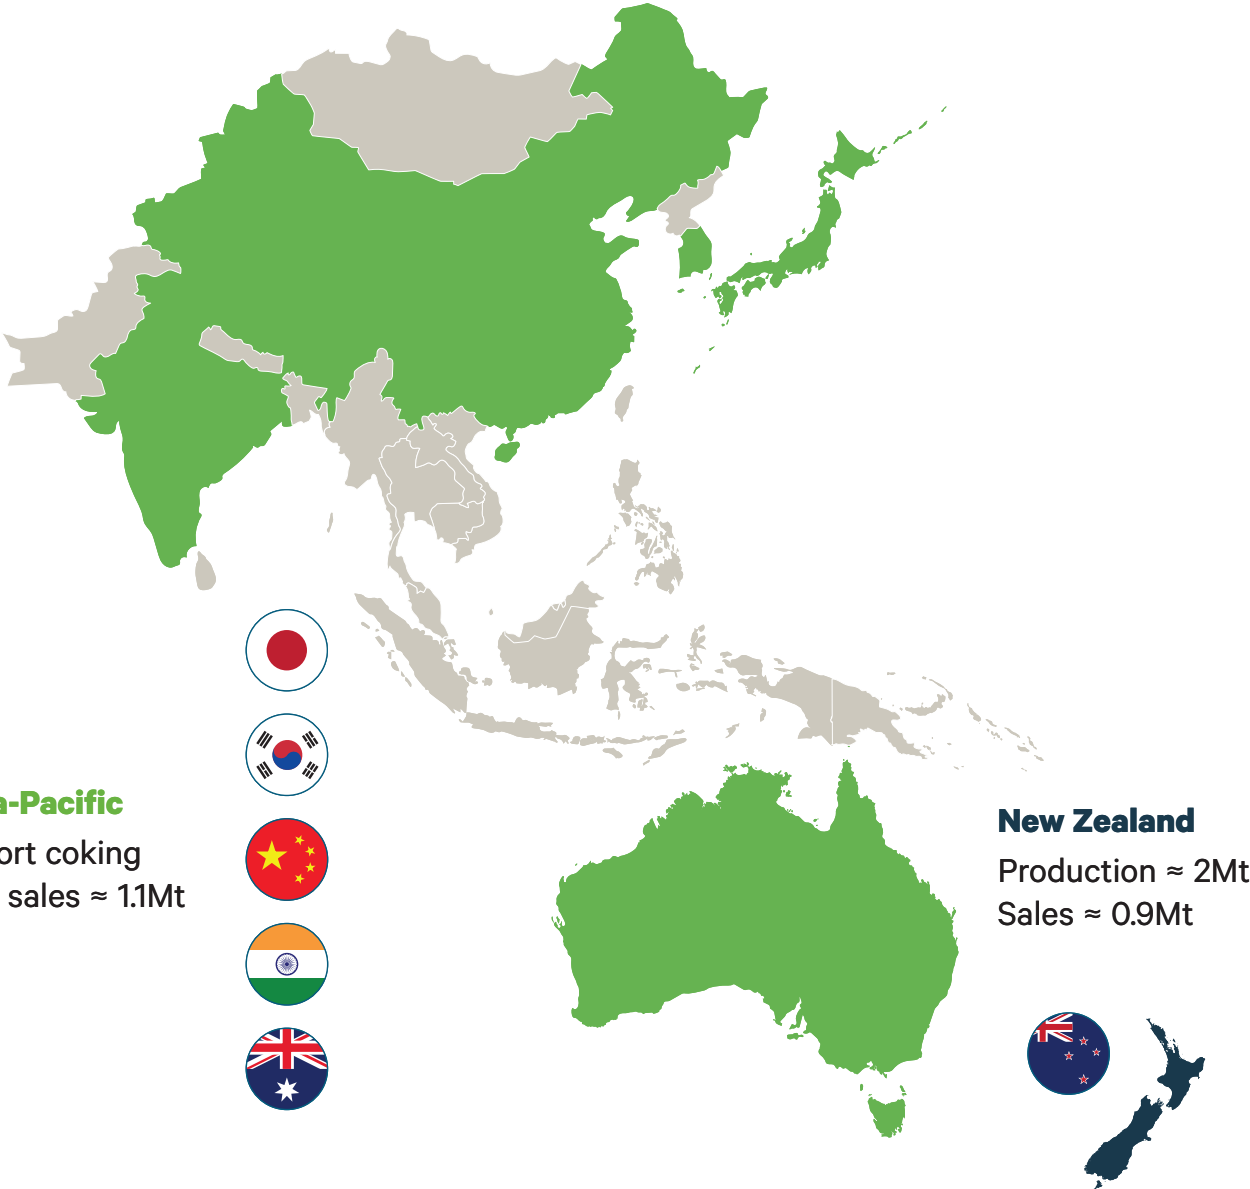 a-Pacific
ort coking
sales ≈ 1.1Mt
New Zealand
Production ≈ 2Mt
Sales ≈ 0.9Mt